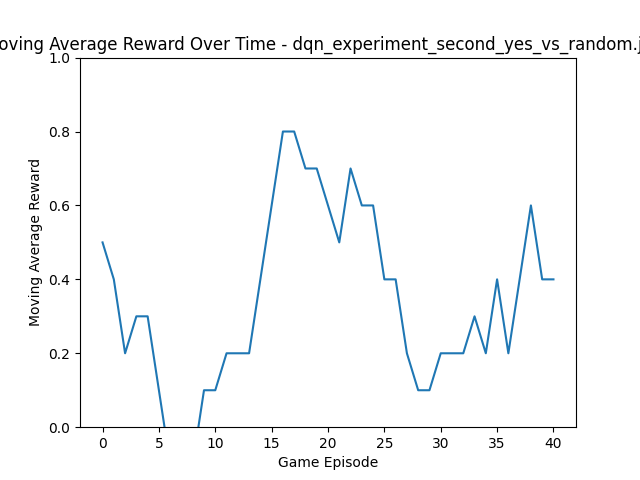 oving Average Reward Over Time - dqn_experiment_second_yes_vs_random.j
1.0
0.8
0.6
0.4
0.2
0.0
Moving Average Reward
0 5 10 15 20 25 30 35 40
Game Episode